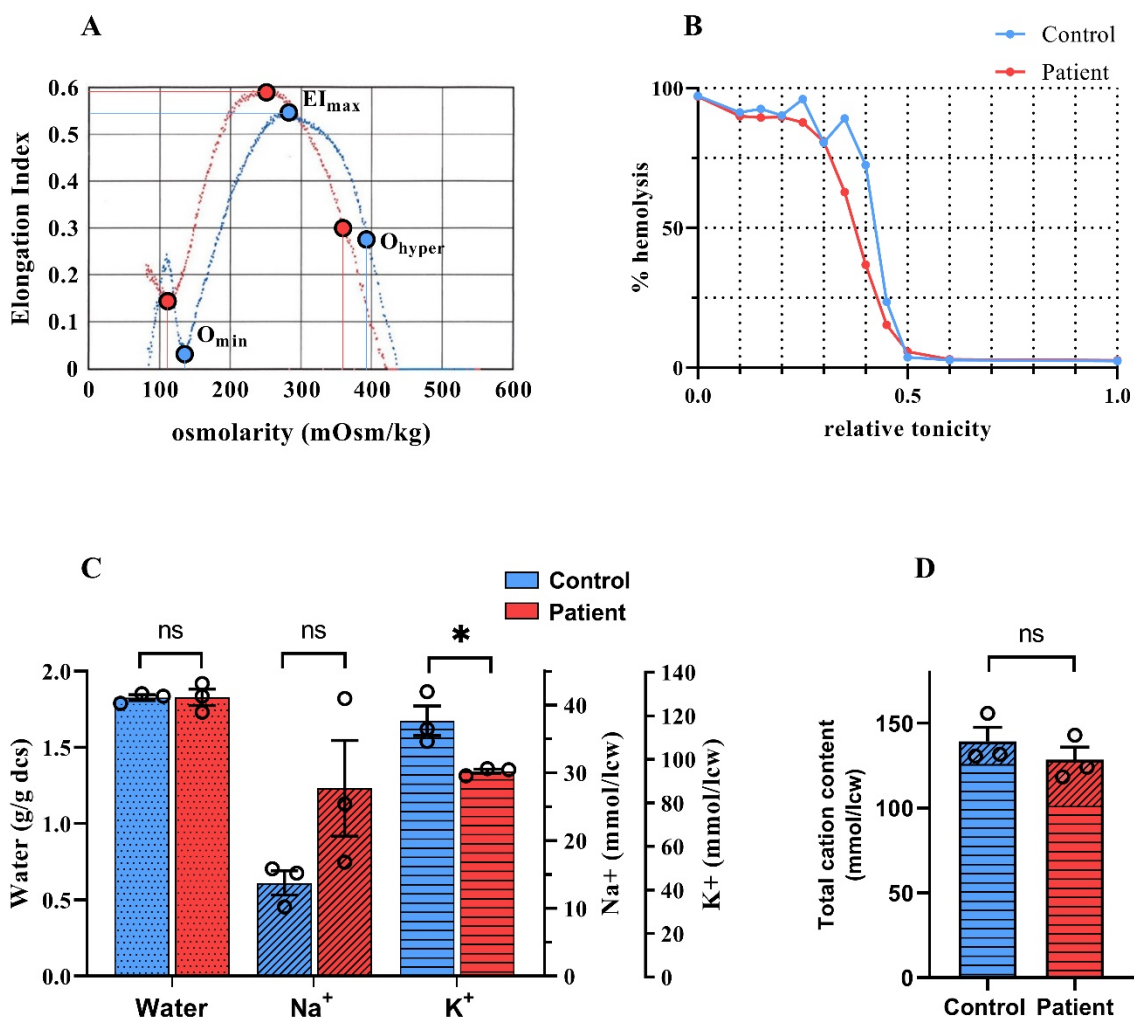 A
Elongation Index
0.6
0.5
0.4
0.3
0.2
0.1
0
EImax
Ohyper
Omin
0 100 200 300 400 500 600
osmolarity (mOsm/kg)
B
Control
Patient
% hemolysis
100
50
0
0.0 0.5 1.0
relative tonicity
C
Control
Patient
ns ns *
Water (g/g dcs)
2.0
1.5
1.0
0.5
0.0
Water Na+ K+
40
30
20
10
0
Na+ (mmol/lcw)
140
120
100
80
60
40
20
0
K+ (mmol/lcw)
D
ns
Total cation content
(mmol/lcw)
150
100
50
0
Control Patient